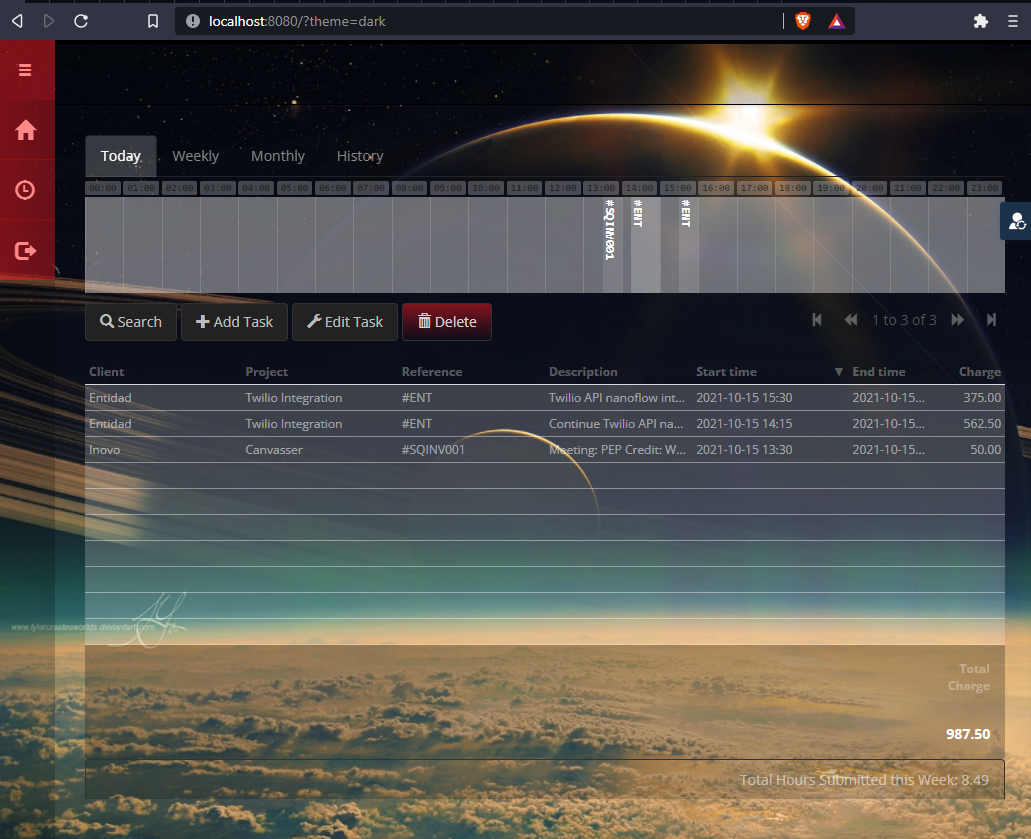 localhost:8080/?theme=dark
Today Weekly Monthly History
00:00 01:00 02:00 03:00 04:00 05:00 06:00 07:00 08:00 09:00 10:00 11:00 12:00 13:00 14:00 15:00 16:00 17:00 18:00 19:00 20:00 21:00 22:00 23:00
#SQINV001 #ENT #ENT
Search Add Task Edit Task Delete 1 to 3 of 3
Client Project Reference Description Start time ▼ End time Charge
Entidad Twilio Integration #ENT Twilio API nanoflow int... 2021-10-15 15:30 2021-10-15... 375.00
Entidad Twilio Integration #ENT Continue Twilio API na... 2021-10-15 14:15 2021-10-15... 562.50
Inovo Canvasser #SQINV001 Meeting: PEP Credit: W... 2021-10-15 13:30 2021-10-15... 50.00
www.tylercreatesworlds.deviantart.com
Total
Charge
987.50
Total Hours Submitted this Week: 8.49